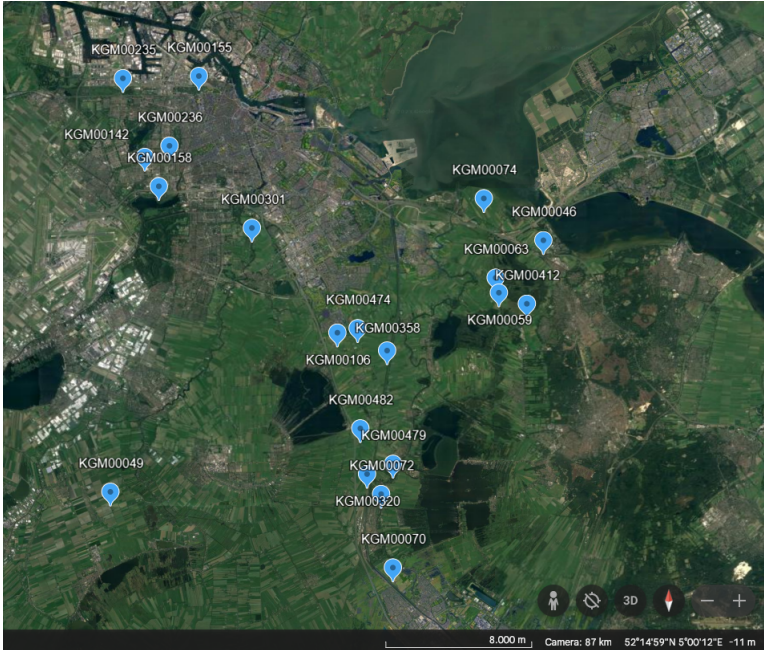 KGM00235 KGM00155
KGM00236
KGM00142
KGM00158
KGM00074
KGM00301
KGM00046
KGM00063
KGM00412
KGM00474
KGM00059
KGM00358
KGM00106
KGM00482
KGM00479
KGM00049
KGM00072
KGM00320
KGM00070
3D
8.000 m Camera: 87 km 52°14'59"N 5°00'12"E -11 m